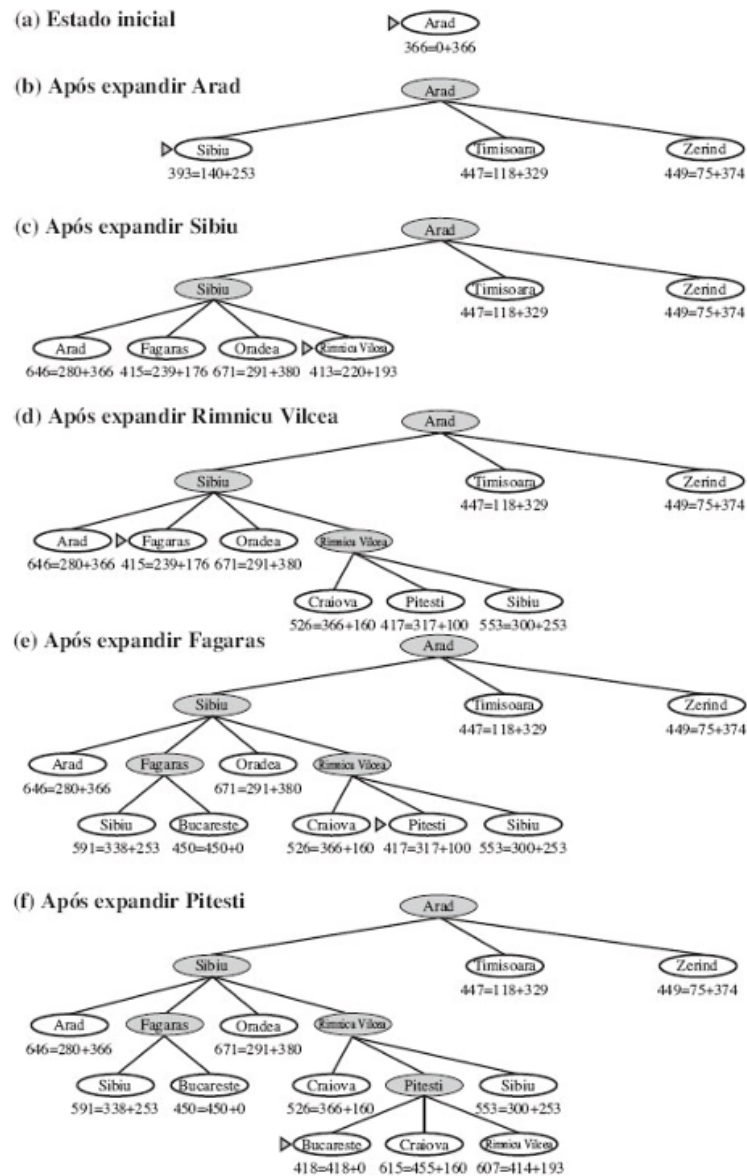 (a) Estado inicial
Arad
366=0+366
(b) Após expandir Arad
Arad
Sibiu Timisoara Zerind
393=140+253 447=118+329 449=75+374
(c) Após expandir Sibiu
Arad
Sibiu Timisoara Zerind
447=118+329 449=75+374
Arad Fagaras Oradea Rimnicu Vilcea
646=280+366 415=239+176 671=291+380 413=220+193
(d) Após expandir Rimnicu Vilcea
Arad
Sibiu Timisoara Zerind
447=118+329 449=75+374
Arad Fagaras Oradea Rimnicu Vilcea
646=280+366 415=239+176 671=291+380
Craiova Pitesti Sibiu
526=366+160 417=317+100 553=300+253
(e) Após expandir Fagaras
Arad
Sibiu Timisoara Zerind
447=118+329 449=75+374
Arad Fagaras Oradea Rimnicu Vilcea
646=280+366 671=291+380
Sibiu Bucareste Craiova Pitesti Sibiu
591=338+253 450=450+0 526=366+160 417=317+100 553=300+253
(f) Após expandir Pitesti
Arad
Sibiu Timisoara Zerind
447=118+329 449=75+374
Arad Fagaras Oradea Rimnicu Vilcea
646=280+366 671=291+380
Sibiu Bucareste Craiova Pitesti Sibiu
591=338+253 450=450+0 526=366+160 553=300+253
Bucareste Craiova Rimnicu Vilcea
418=418+0 615=455+160 607=414+193